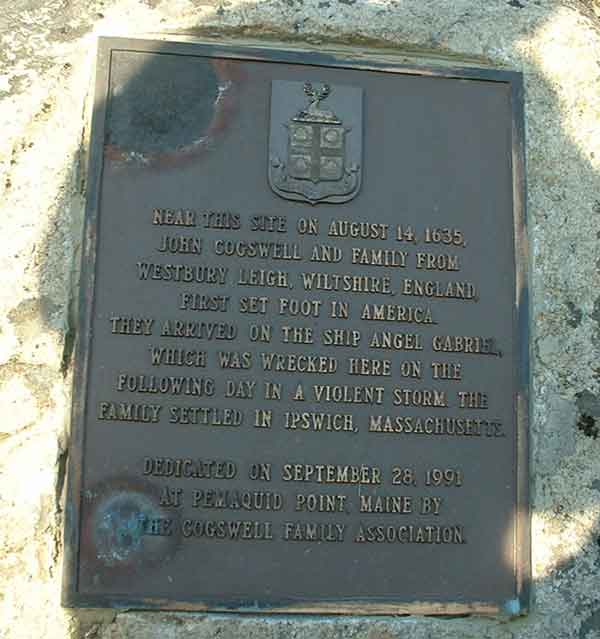 NEAR THIS SITE ON AUGUST 14, 1635,
JOHN COGSWELL AND FAMILY FROM
WESTBURY LEIGH, WILTSHIRE, ENGLAND,
FIRST SET FOOT IN AMERICA.
THEY ARRIVED ON THE SHIP ANGEL GABRIEL,
WHICH WAS WRECKED HERE ON THE
FOLLOWING DAY IN A VIOLENT STORM. THE
FAMILY SETTLED IN IPSWICH, MASSACHUSETTS.
DEDICATED ON SEPTEMBER 28, 1991
AT PEMAQUID POINT, MAINE BY
THE COGSWELL FAMILY ASSOCIATION.